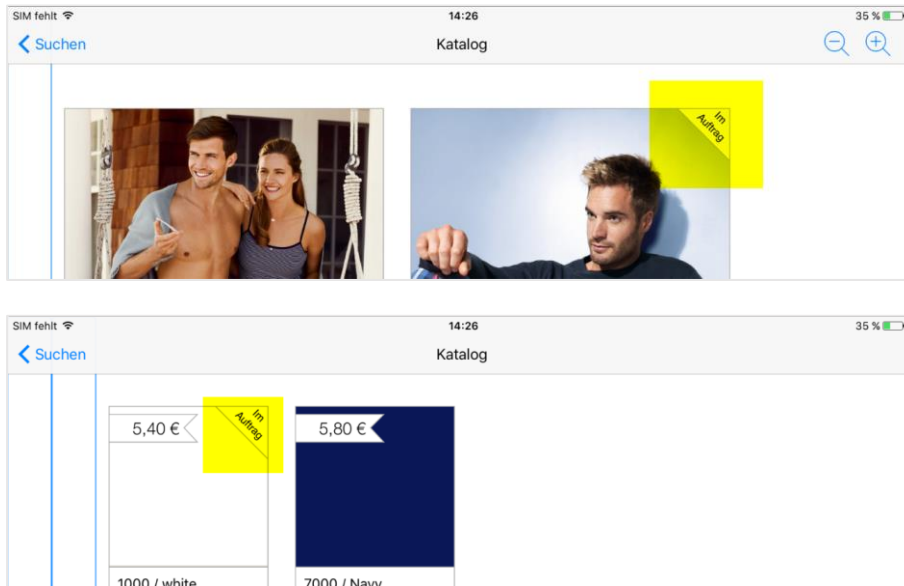 SIM fehlt 14:26 35 %
Suchen Katalog
Im
Auftrag
SIM fehlt 14:26 35 %
Suchen Katalog
5,40 € Im
Auftrag
5,80 €
1000 / white 7000 / Navy